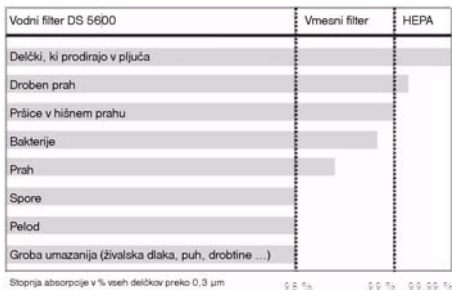 Vodni filter DS 5600 Vmesni filter HEPA
Delčki, ki prodirajo v pljuča
Droben prah
Pršice v hišnem prahu
Bakterije
Prah
Spore
Pelod
Groba umazanija (živalska dlaka, puh, drobtine ...)
Stopnja absorpcije v % vseh delčkov preko 0,3 µm